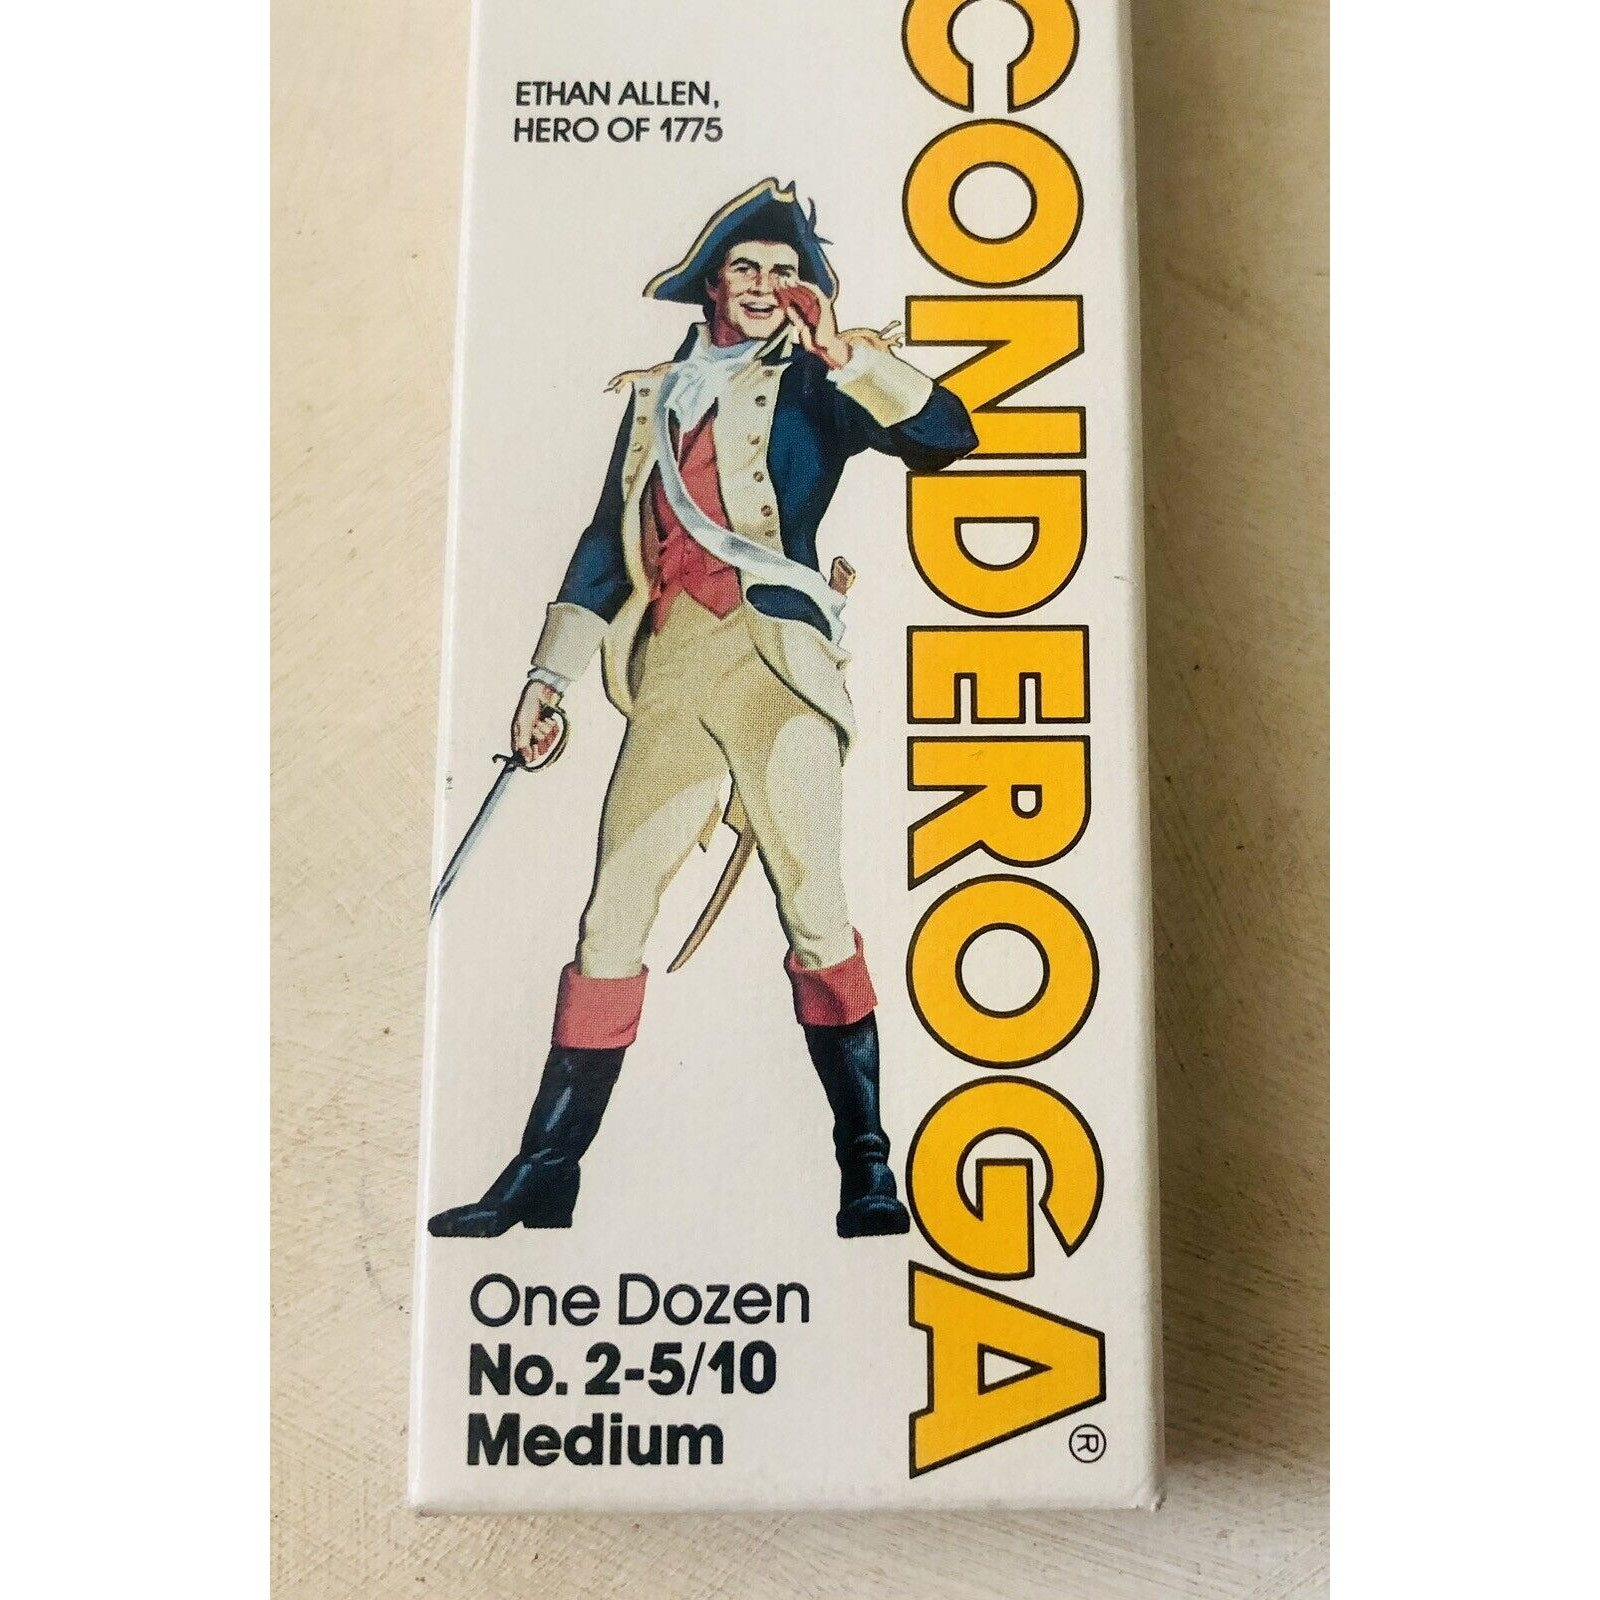 ETHAN ALLEN,
HERO OF 1775
CONDEROGA®
One Dozen
No. 2-5/10
Medium